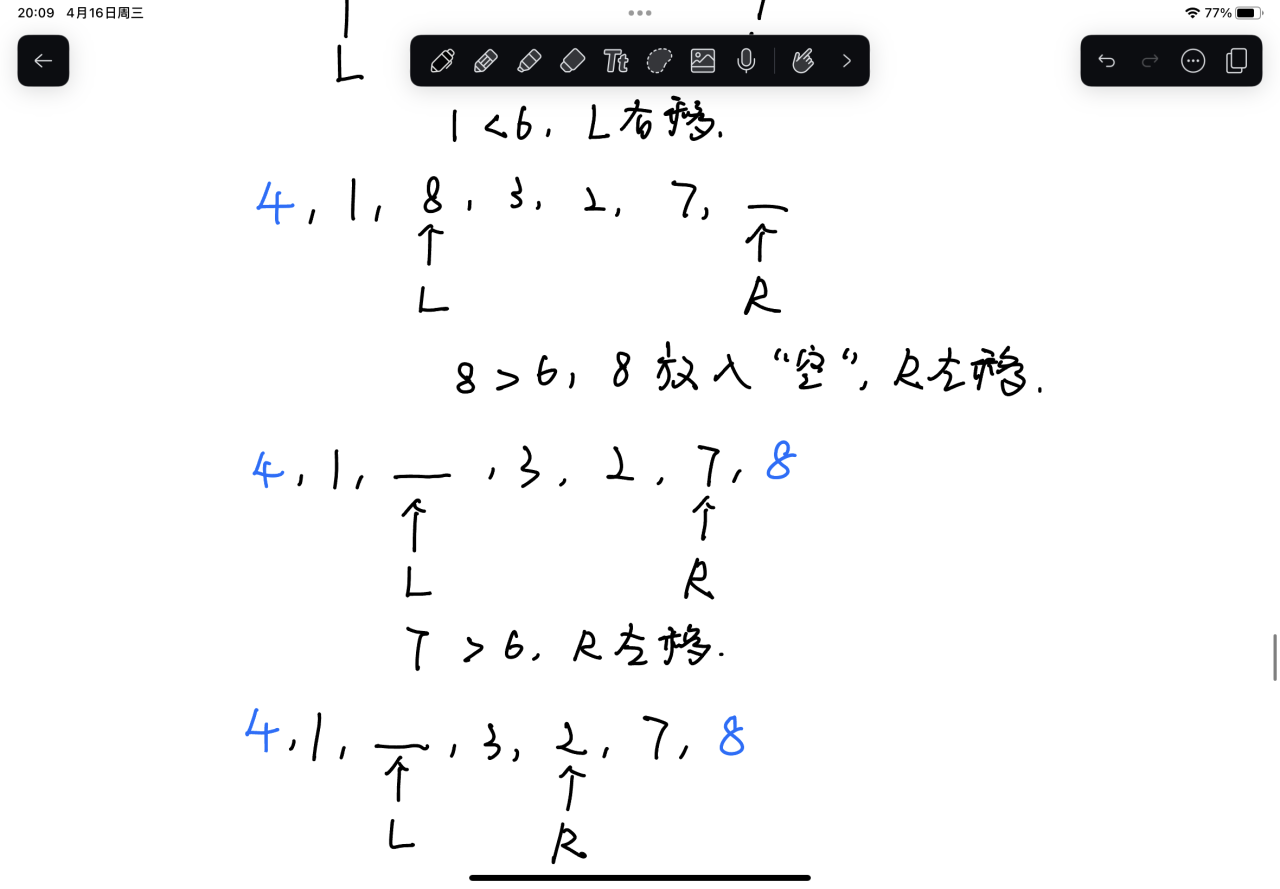 20:09 4月16日周三
77%
Tt
L
1 < 6, L 右移.
4, 1, 8, 3, 2, 7, __
↑ ↑
L R
8 > 6, 8 放入 “空”, R左移.
4, 1, __, 3, 2, 7, 8
↑ ↑
L R
7 > 6, R左移.
4, 1, __, 3, 2, 7, 8
↑ ↑
L R